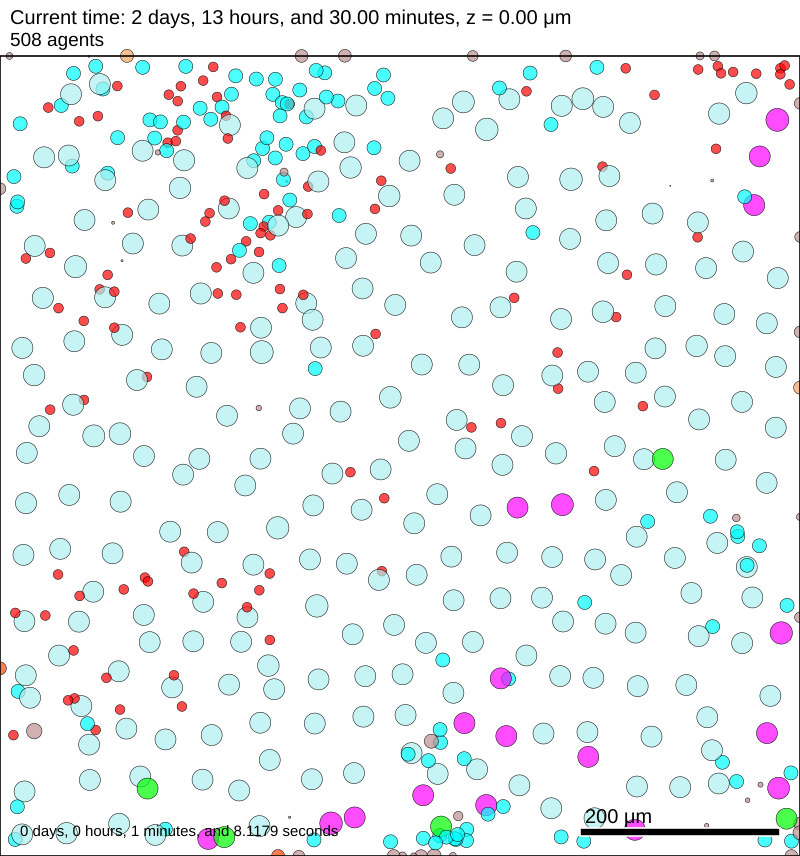 Current time: 2 days, 13 hours, and 30.00 minutes, z = 0.00 μm
508 agents
200 μm
0 days, 0 hours, 1 minutes, and 8.1179 seconds